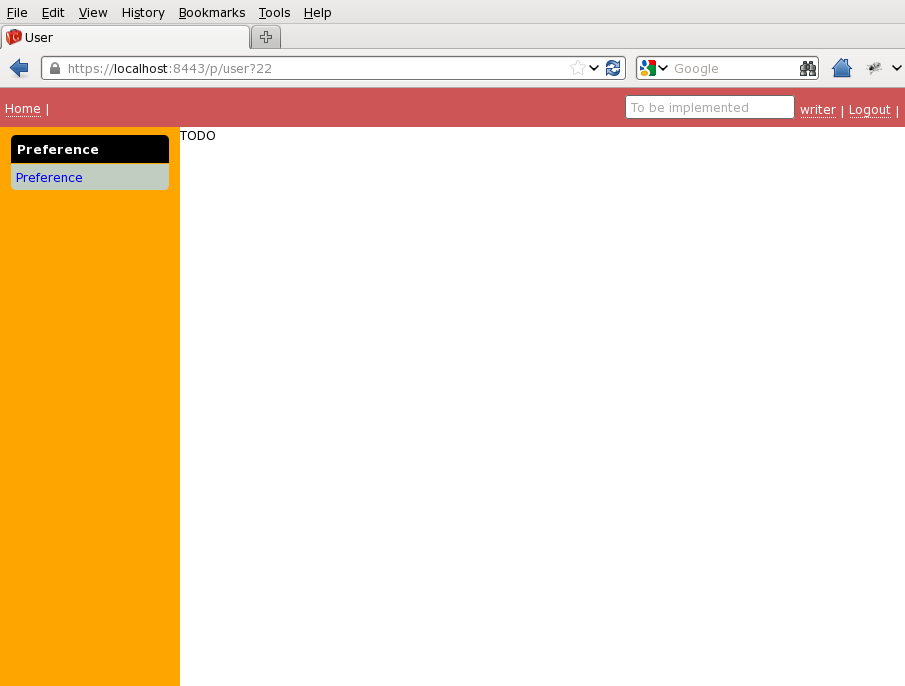 File Edit View History Bookmarks Tools Help
User
https://localhost:8443/p/user?22 Google
Home | To be implemented writer | Logout |
Preference
Preference
TODO